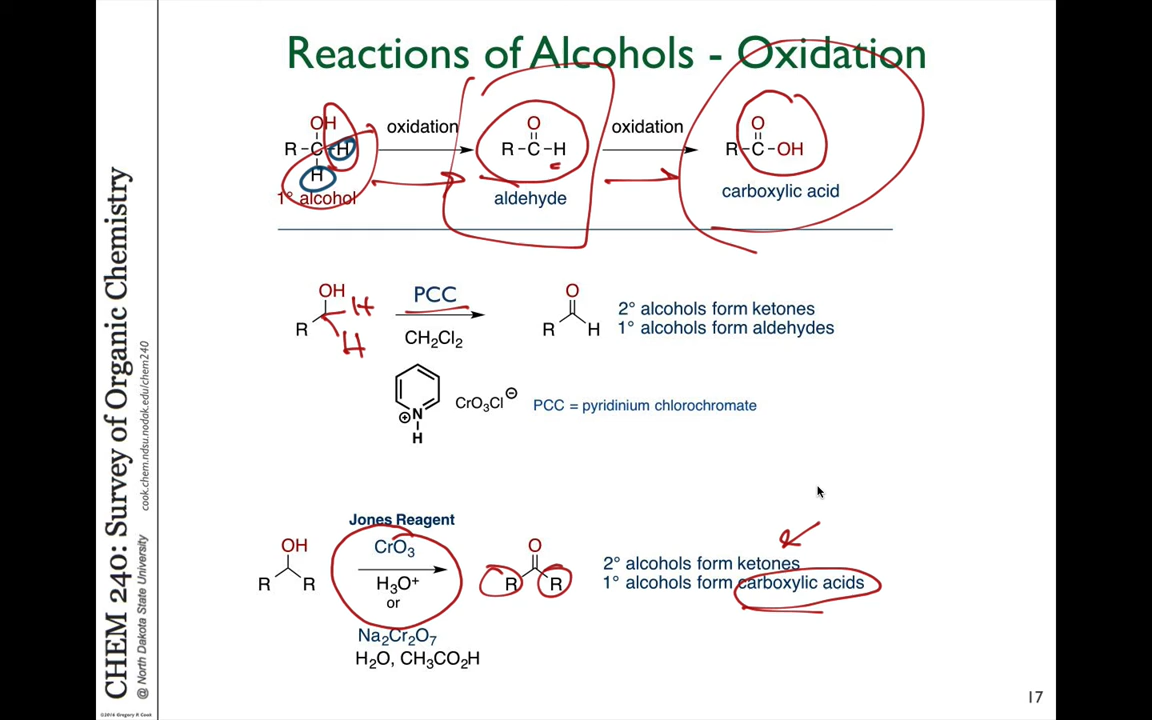 Reactions of Alcohols - Oxidation
OH
R-C-H
H
1° alcohol
oxidation
O
R-C-H
aldehyde
oxidation
O
R-C-OH
carboxylic acid
OH
R
H
H
PCC
CH₂Cl₂
O
R H
2° alcohols form ketones
1° alcohols form aldehydes
N
H
CrO₃Cl⊖
PCC = pyridinium chlorochromate
Jones Reagent
OH
R R
CrO₃
H₃O⁺
or
Na₂Cr₂O₇
H₂O, CH₃CO₂H
O
R R
2° alcohols form ketones
1° alcohols form carboxylic acids
17
CHEM 240: Survey of Organic Chemistry
@ North Dakota State University
cook.chem.ndsu.nodak.edu/chem240
©2016 Gregory R Cook